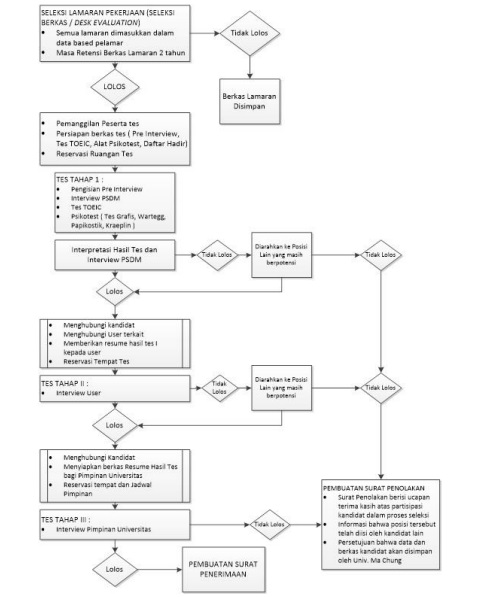 SELEKSI LAMARAN PEKERJAAN (SELEKSI
BERKAS / DESK EVALUATION)
• Semua lamaran dimasukkan dalam
data based pelamar
• Masa Retensi Berkas Lamaran 2 tahun
Tidak Lolos
Berkas Lamaran
Disimpan
LOLOS
• Pemanggilan Peserta tes
• Persiapan berkas tes ( Pre Interview,
Tes TOEIC, Alat Psikotest, Daftar Hadir)
• Reservasi Ruangan Tes
TES TAHAP 1 :
• Pengisian Pre Interview
• Interview PSDM
• Tes TOEIC
• Psikotest ( Tes Grafis, Wartegg,
Papikostik, Kraeplin )
Interpretasi Hasil Tes dan
Interview PSDM
Tidak Lolos
Diarahkan ke Posisi
Lain yang masih
berpotensi
Tidak Lolos
Lolos
• Menghubungi kandidat
• Menghubungi User terkait
• Memberikan resume hasil tes I
kepada user
• Reservasi Tempat Tes
TES TAHAP II :
• Interview User
Tidak
Lolos
Diarahkan ke Posisi
Lain yang masih
berpotensi
Tidak Lolos
Lolos
• Menghubungi Kandidat
• Menyiapkan berkas Resume Hasil Tes
bagi Pimpinan Universitas
• Reservasi tempat dan Jadwal
Pimpinan
TES TAHAP III :
• Interview Pimpinan Universitas
Tidak Lolos
PEMBUATAN SURAT PENOLAKAN
• Surat Penolakan berisi ucapan
terima kasih atas partisipasi
kandidat dalam proses seleksi
• Informasi bahwa posisi tersebut
telah diisi oleh kandidat lain
• Persetujuan bahwa data dan
berkas kandidat akan disimpan
oleh Univ. Ma Chung
Lolos
PEMBUATAN SURAT
PENERIMAAN